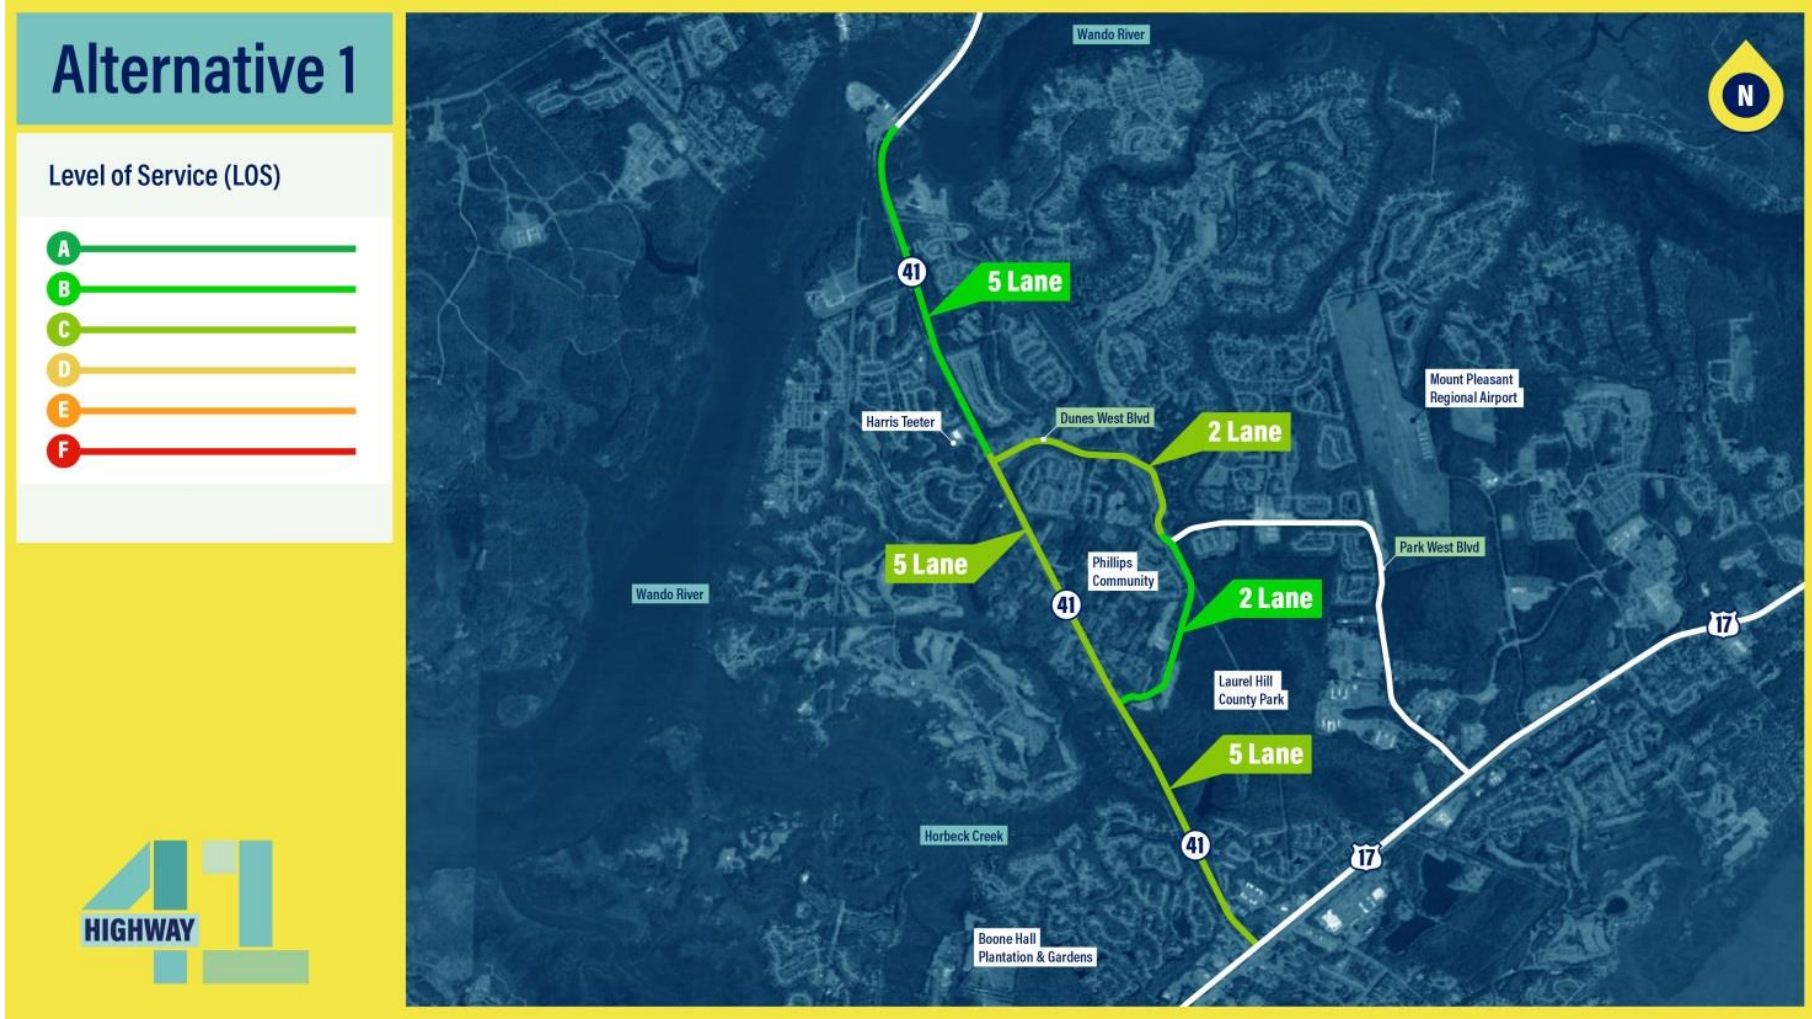 Alternative 1
Level of Service (LOS)
A
B
C
D
E
F
HIGHWAY
41
Wando River
N
41
5 Lane
Mount Pleasant
Regional Airport
Harris Teeter
Dunes West Blvd
2 Lane
5 Lane
Phillips
Community
Park West Blvd
Wando River
41
2 Lane
17
Laurel Hill
County Park
5 Lane
Horbeck Creek
41
17
Boone Hall
Plantation & Gardens